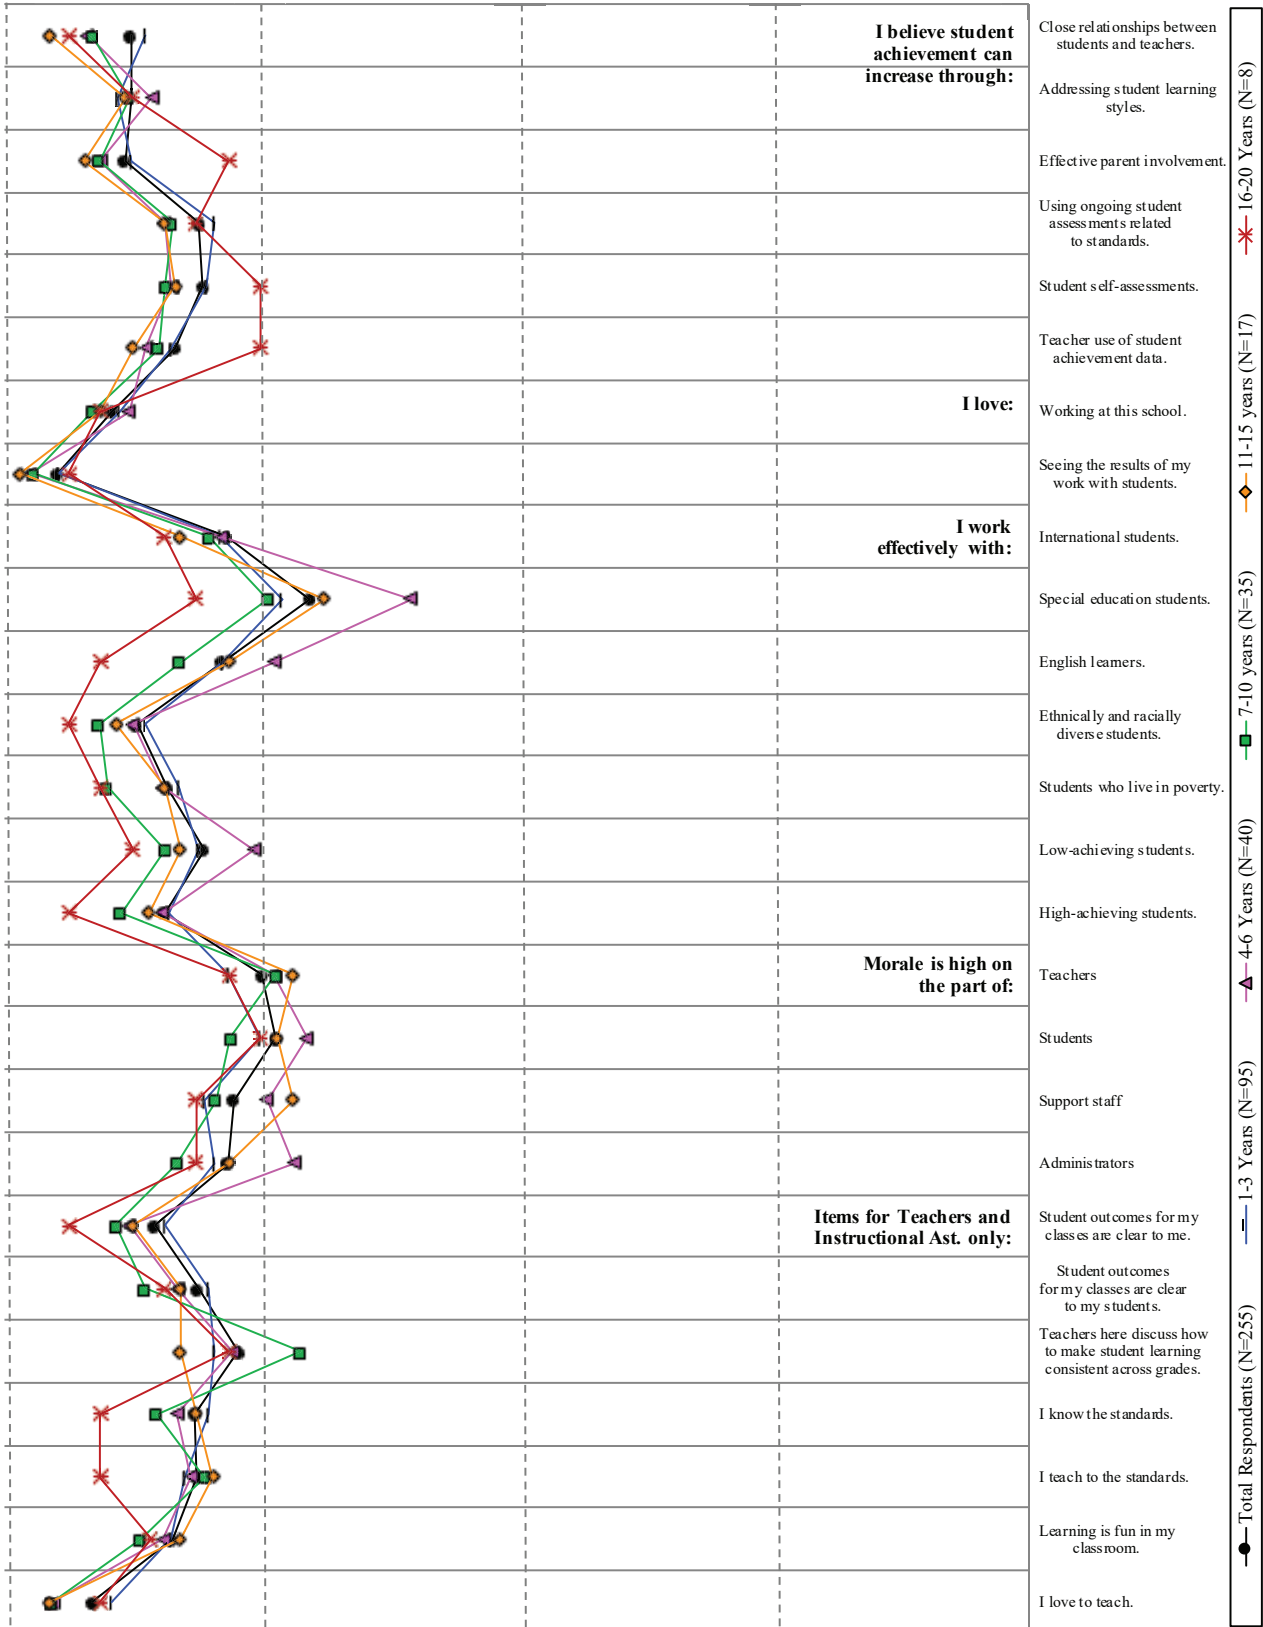 I believe student
achievement can
increase through:
Close relationships between
students and teachers.
Addressing student learning
styles.
Effective parent involvement.
Using ongoing student
assessments related
to standards.
Student self-assessments.
Teacher use of student
achievement data.
I love:
Working at this school.
Seeing the results of my
work with students.
I work
effectively with:
International students.
Special education students.
English learners.
Ethnically and racially
diverse students.
Students who live in poverty.
Low-achieving students.
High-achieving students.
Morale is high on
the part of:
Teachers
Students
Support staff
Administrators
Items for Teachers and
Instructional Ast. only:
Student outcomes for my
classes are clear to me.
Student outcomes
for my classes are clear
to my students.
Teachers here discuss how
to make student learning
consistent across grades.
I know the standards.
I teach to the standards.
Learning is fun in my
classroom.
I love to teach.
Total Respondents (N=255)
1-3 Years (N=95)
4-6 Years (N=40)
7-10 years (N=35)
11-15 years (N=17)
16-20 Years (N=8)